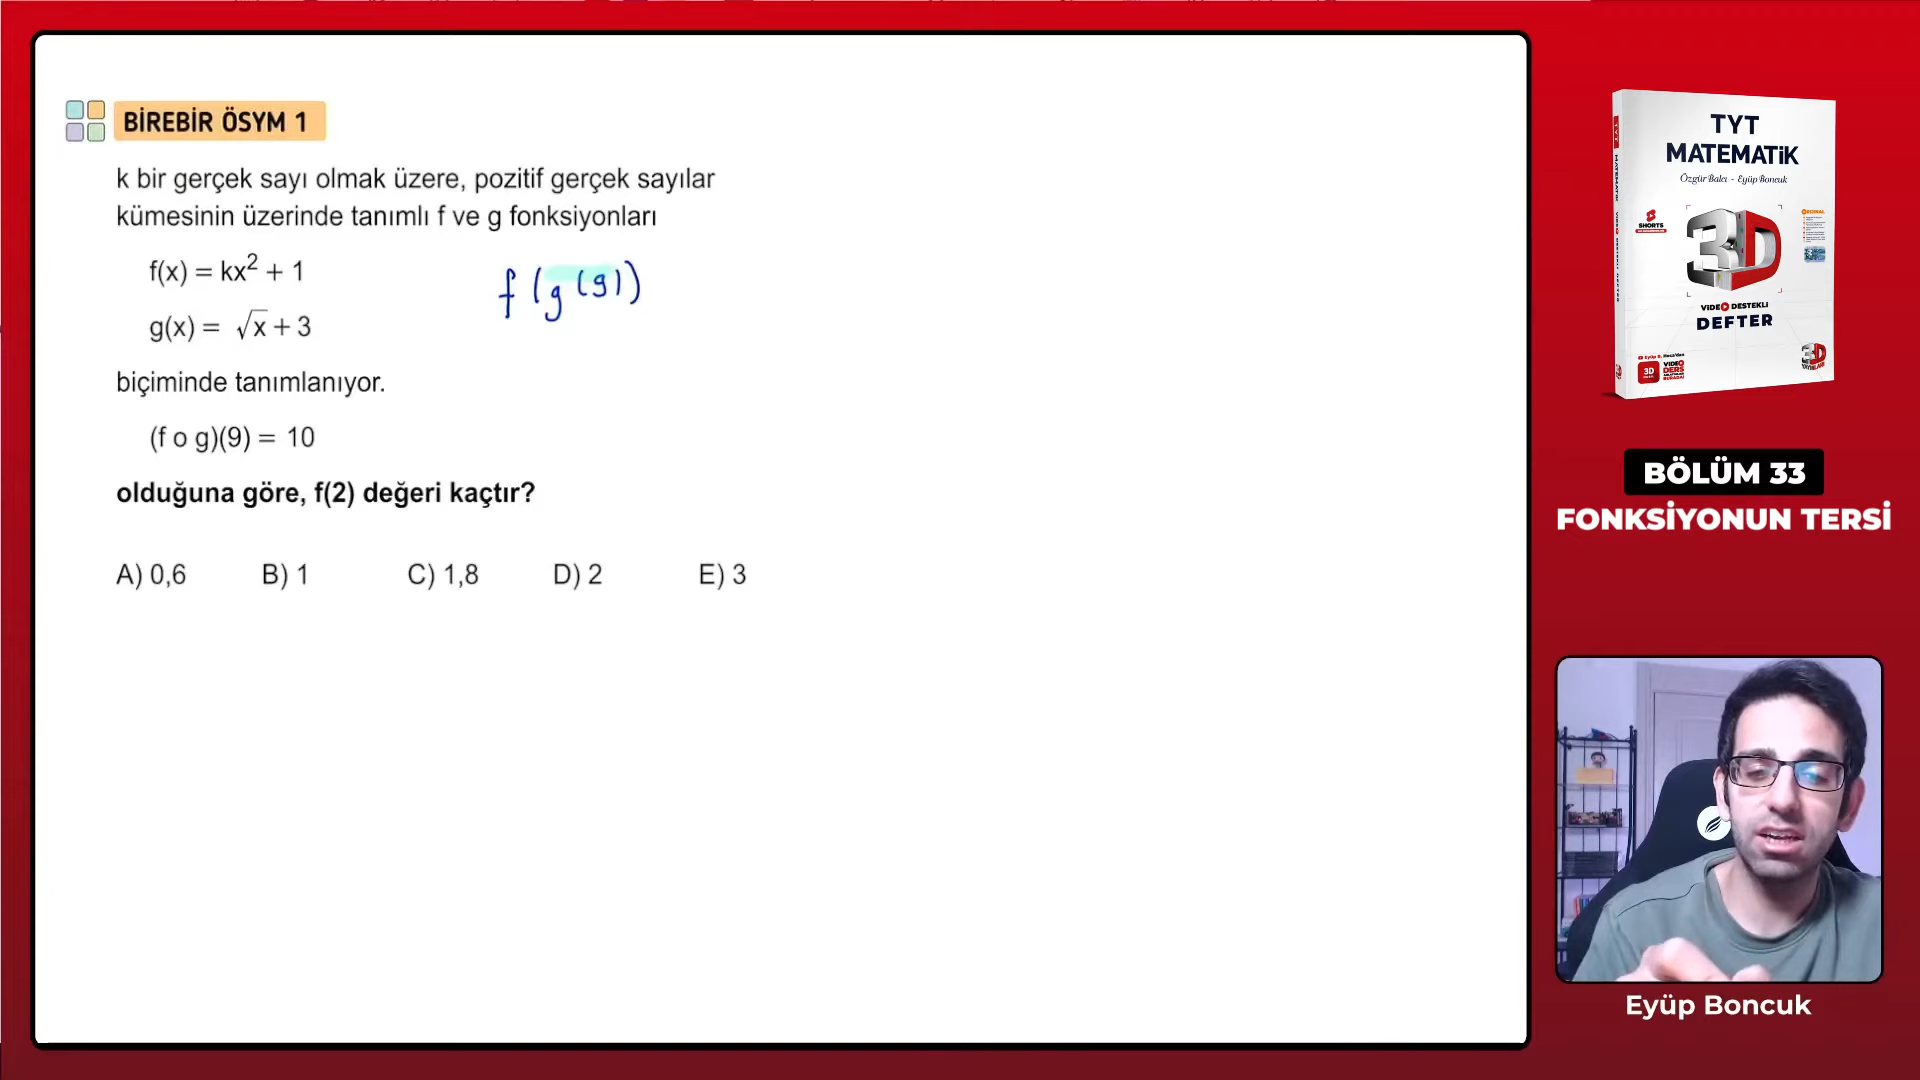 BİREBİR ÖSYM 1
k bir gerçek sayı olmak üzere, pozitif gerçek sayılar
kümesinin üzerinde tanımlı f ve g fonksiyonları
f(x) = kx² + 1
g(x) = √x + 3
f(g(9))
biçiminde tanımlanıyor.
(f o g)(9) = 10
olduğuna göre, f(2) değeri kaçtır?
A) 0,6 B) 1 C) 1,8 D) 2 E) 3
TYT
MATEMATİK
Özgür Balcı - Eyüp Boncuk
SHORTS
3D
VİDEO DESTEKLİ
DEFTER
BÖLÜM 33
FONKSİYONUN TERSİ
Eyüp Boncuk